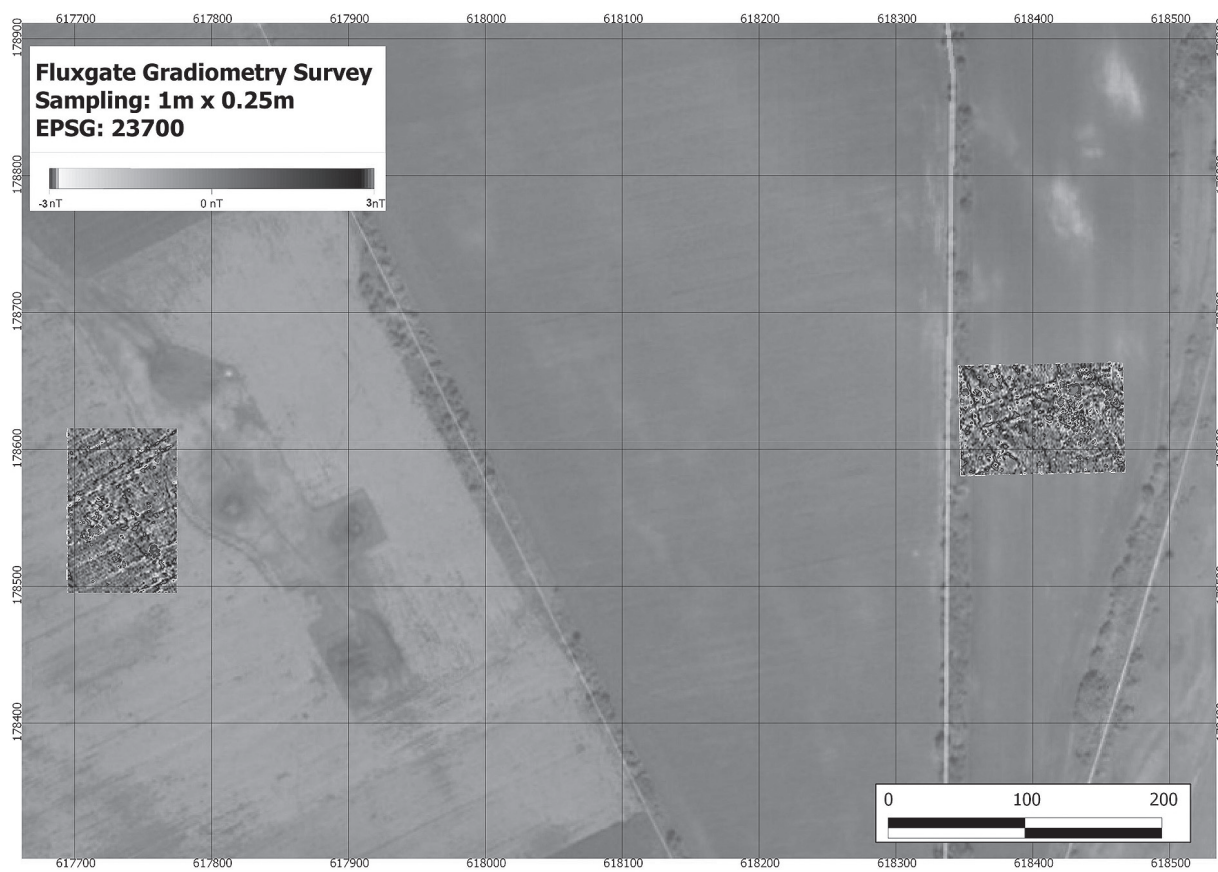 617700 617800 617900 618000 618100 618200 618300 618400 618500
178900
Fluxgate Gradiometry Survey
Sampling: 1m x 0.25m
EPSG: 23700
-3nT 0 nT 3nT
178800
178700
178600
178500
178400
0 100 200
617700 617800 617900 618000 618100 618200 618300 618400 618500